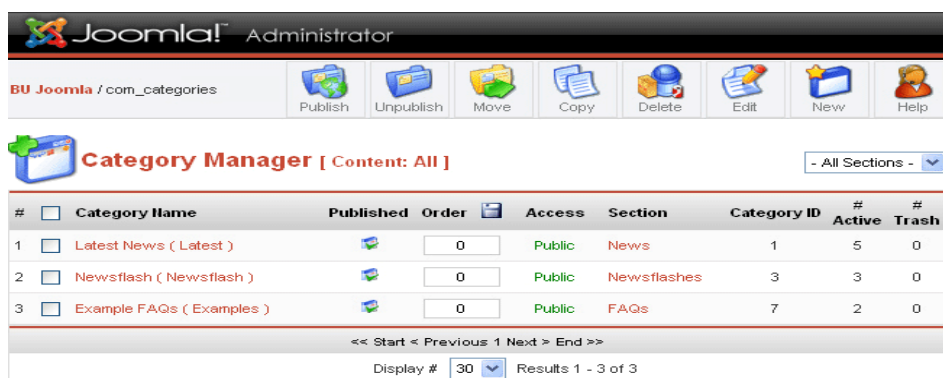 Joomla!™ Administrator
BU Joomla / com_categories
Publish Unpublish Move Copy Delete Edit New Help
Category Manager [ Content: All ]
- All Sections -
# Category Name Published Order Access Section Category ID # Active # Trash
1 Latest News ( Latest ) 0 Public News 1 5 0
2 Newsflash ( Newsflash ) 0 Public Newsflashes 3 3 0
3 Example FAQs ( Examples ) 0 Public FAQs 7 2 0
<< Start < Previous 1 Next > End >>
Display # 30 Results 1 - 3 of 3